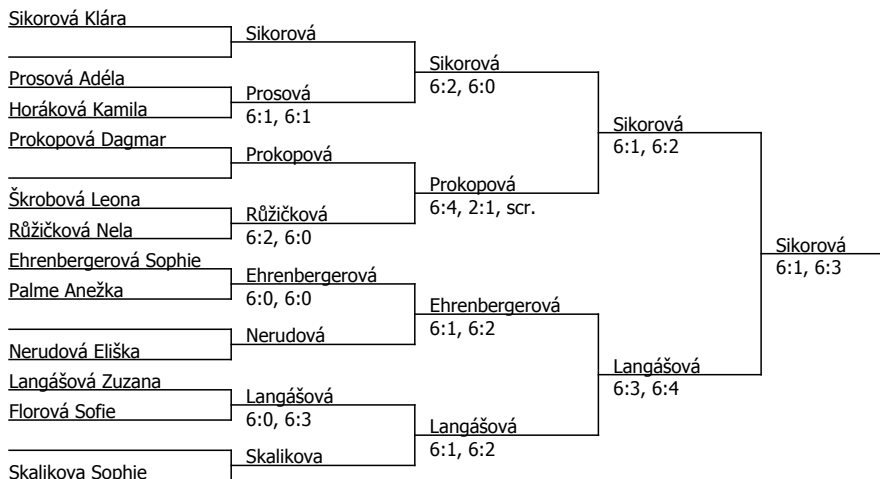 Sikorová Klára
Sikorová
Sikorová
6:2, 6:0
Prosová Adéla
Prosová
6:1, 6:1
Horáková Kamila
Sikorová
6:1, 6:2
Prokopová Dagmar
Prokopová
Prokopová
6:4, 2:1, scr.
Škrobová Leona
Růžičková
6:2, 6:0
Růžičková Nela
Sikorová
6:1, 6:3
Ehrenbergerová Sophie
Ehrenbergerová
6:0, 6:0
Palme Anežka
Ehrenbergerová
6:1, 6:2
Nerudová
Nerudová Eliška
Langášová
6:3, 6:4
Langášová Zuzana
Langášová
6:0, 6:3
Florová Sofie
Langášová
6:1, 6:2
Skalikova
Skalikova Sophie